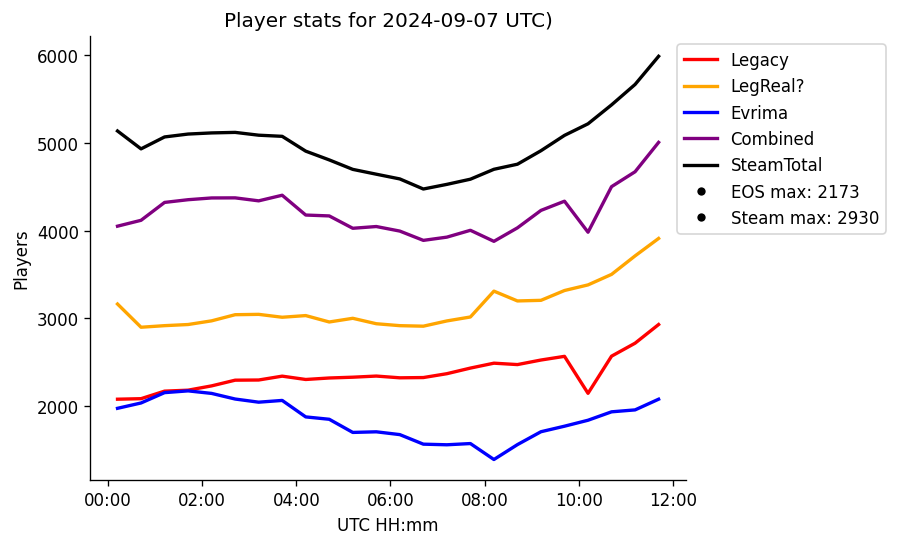 Player stats for 2024-09-07 UTC)
6000
5000
4000
3000
2000
Players
00:00 02:00 04:00 06:00 08:00 10:00 12:00
UTC HH:mm
Legacy
LegReal?
Evrima
Combined
SteamTotal
EOS max: 2173
Steam max: 2930